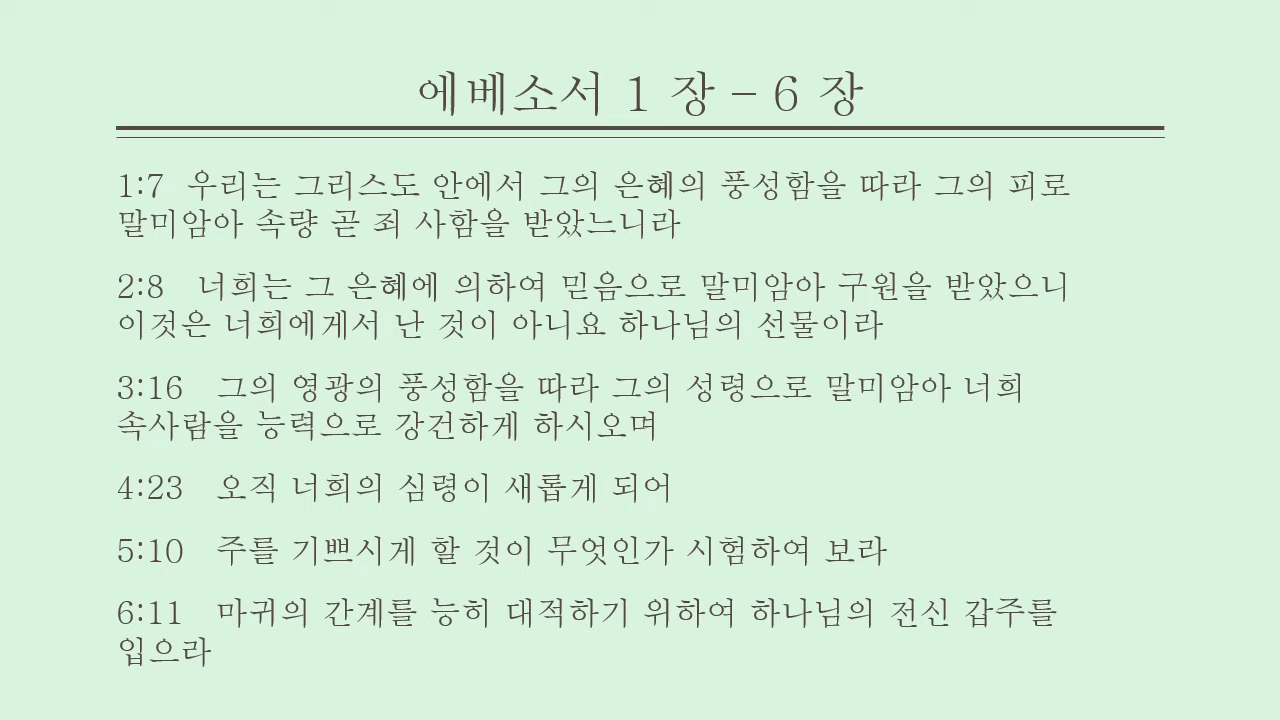 에베소서 1 장 – 6 장
1:7 우리는 그리스도 안에서 그의 은혜의 풍성함을 따라 그의 피로
말미암아 속량 곧 죄 사함을 받았느니라
2:8 너희는 그 은혜에 의하여 믿음으로 말미암아 구원을 받았으니
이것은 너희에게서 난 것이 아니요 하나님의 선물이라
3:16 그의 영광의 풍성함을 따라 그의 성령으로 말미암아 너희
속사람을 능력으로 강건하게 하시오며
4:23 오직 너희의 심령이 새롭게 되어
5:10 주를 기쁘시게 할 것이 무엇인가 시험하여 보라
6:11 마귀의 간계를 능히 대적하기 위하여 하나님의 전신 갑주를
입으라